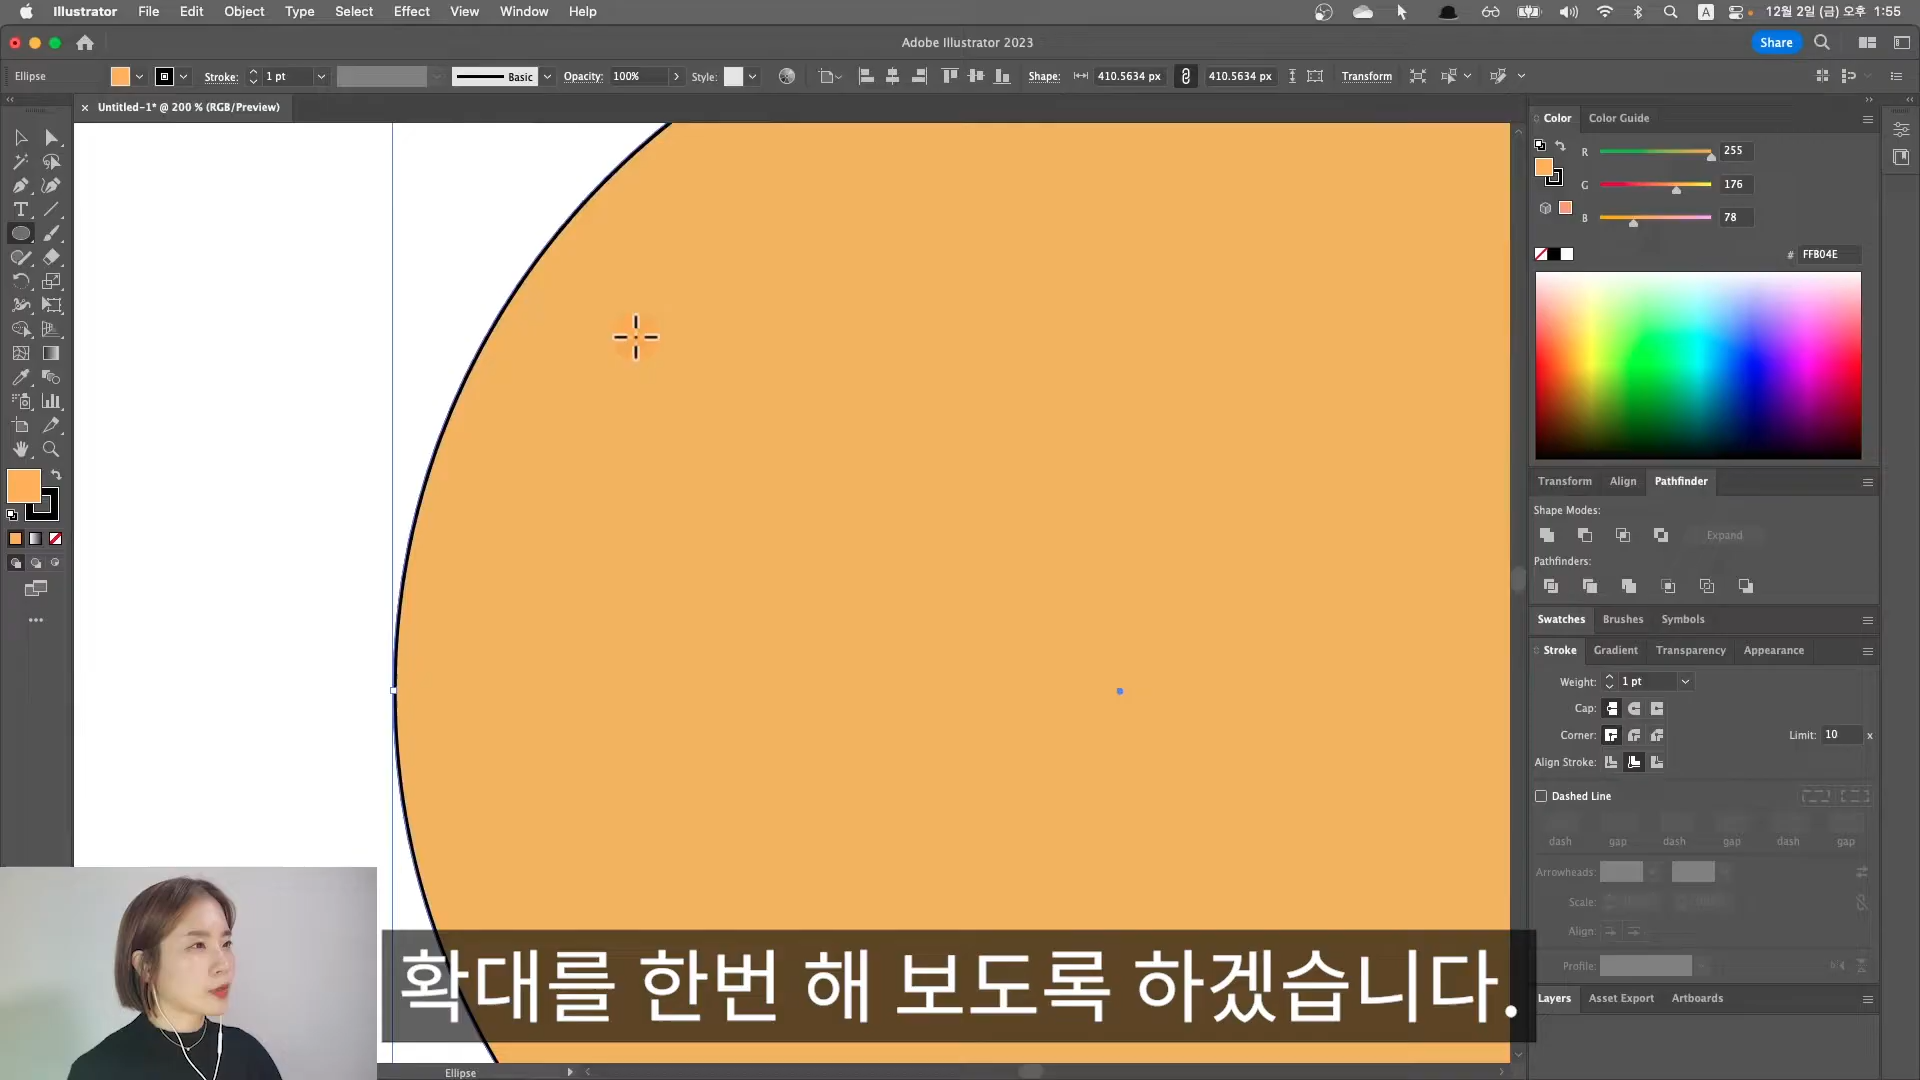 Illustrator File Edit Object Type Select Effect View Window Help A 12월 2일 (금) 오후 1:55
Adobe Illustrator 2023 Share
Ellipse Stroke: 1 pt Basic Opacity: 100% Style: Shape: 410.5634 px 410.5634 px Transform
× Untitled-1* @ 200 % (RGB/Preview)
Color Color Guide
R 255
G 176
B 78
# FFB04E
Transform Align Pathfinder
Shape Modes:
Expand
Pathfinders:
Swatches Brushes Symbols
Stroke Gradient Transparency Appearance
Weight: 1 pt
Cap:
Corner: Limit: 10 x
Align Stroke:
Dashed Line
dash gap dash gap dash gap
Arrowheads:
Scale:
Align:
Profile:
확대를 한번 해 보도록 하겠습니다.
Layers Asset Export Artboards
Ellipse